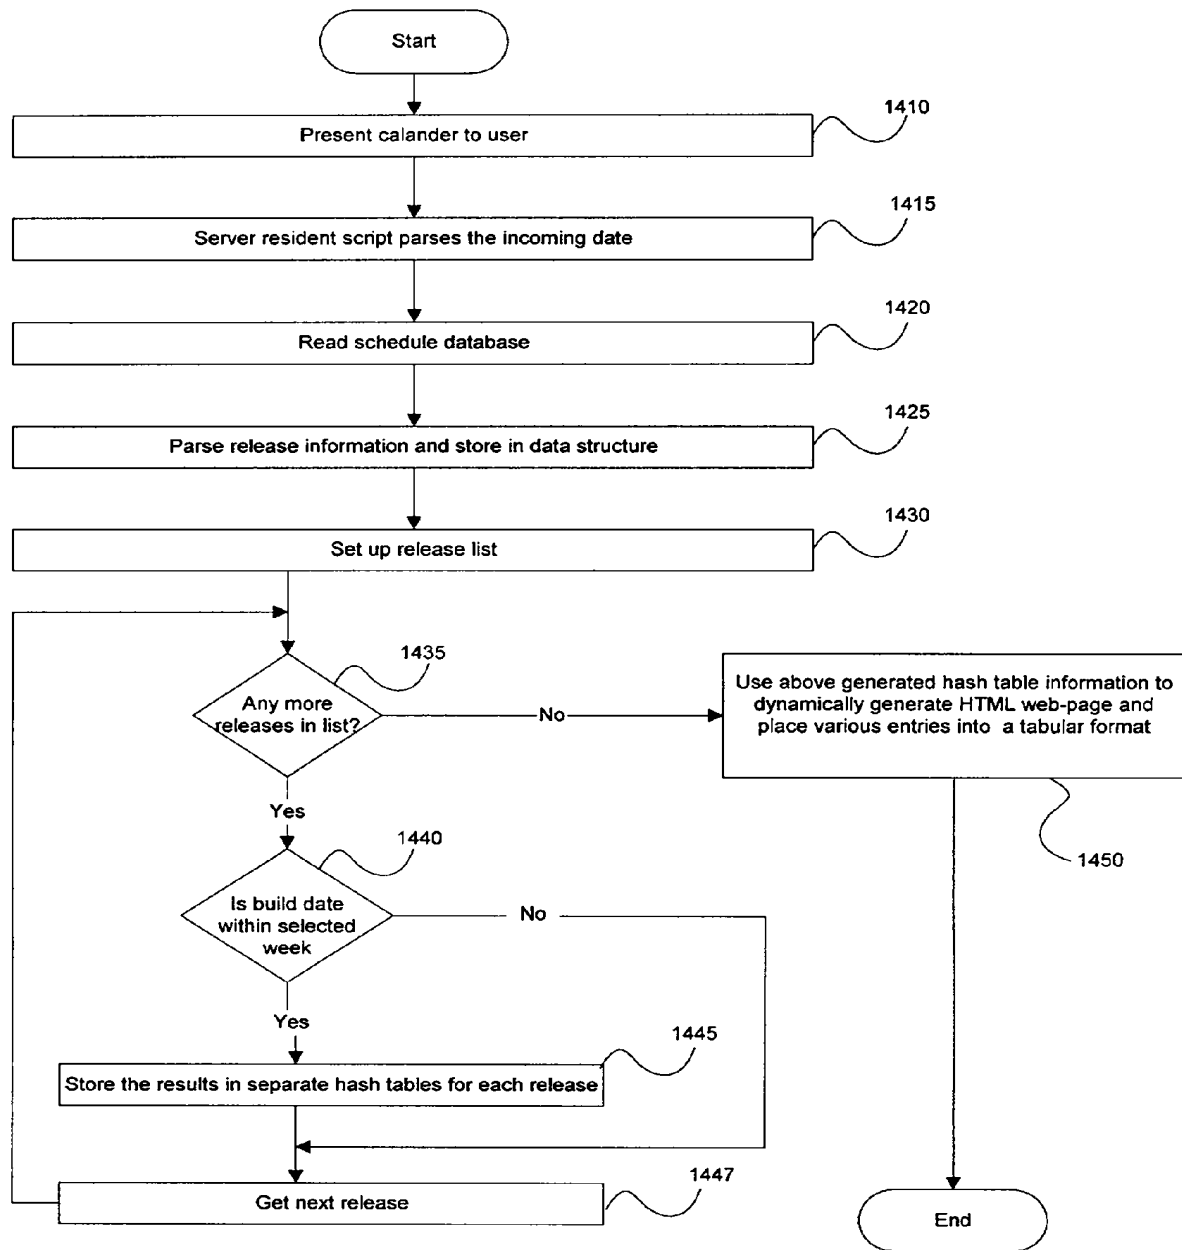 Start
1410
Present calander to user
1415
Server resident script parses the incoming date
1420
Read schedule database
1425
Parse release information and store in data structure
1430
Set up release list
1435
Any more
releases in list?
No
Use above generated hash table information to
dynamically generate HTML web-page and
place various entries into a tabular format
Yes
1440
1450
Is build date
within selected
week
No
Yes
1445
Store the results in separate hash tables for each release
1447
Get next release
End